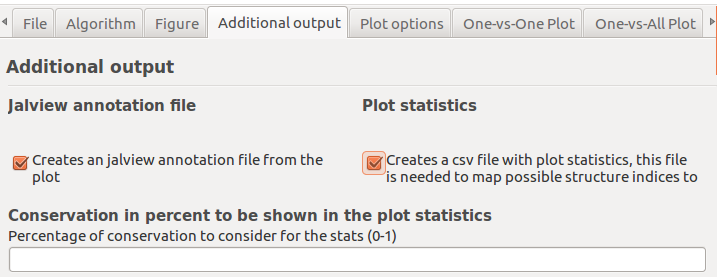 File Algorithm Figure Additional output Plot options One-vs-One Plot One-vs-All Plot
Additional output
Jalview annotation file
Plot statistics
Creates an jalview annotation file from the
plot
Creates a csv file with plot statistics, this file
is needed to map possible structure indices to
Conservation in percent to be shown in the plot statistics
Percentage of conservation to consider for the stats (0-1)